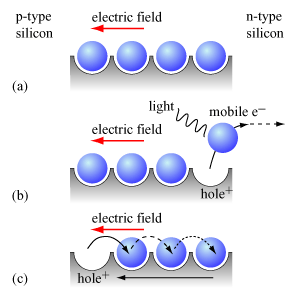 p-type
silicon
n-type
silicon
electric field
(a)
light
mobile e⁻
electric field
(b)
hole⁺
electric field
(c)
hole⁺